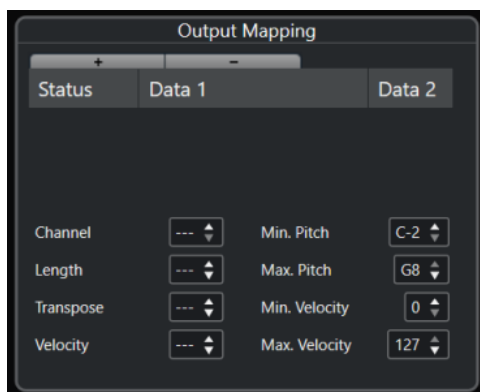 Output Mapping
+ −
Status Data 1 Data 2
Channel --- Min. Pitch C-2
Length --- Max. Pitch G8
Transpose --- Min. Velocity 0
Velocity --- Max. Velocity 127